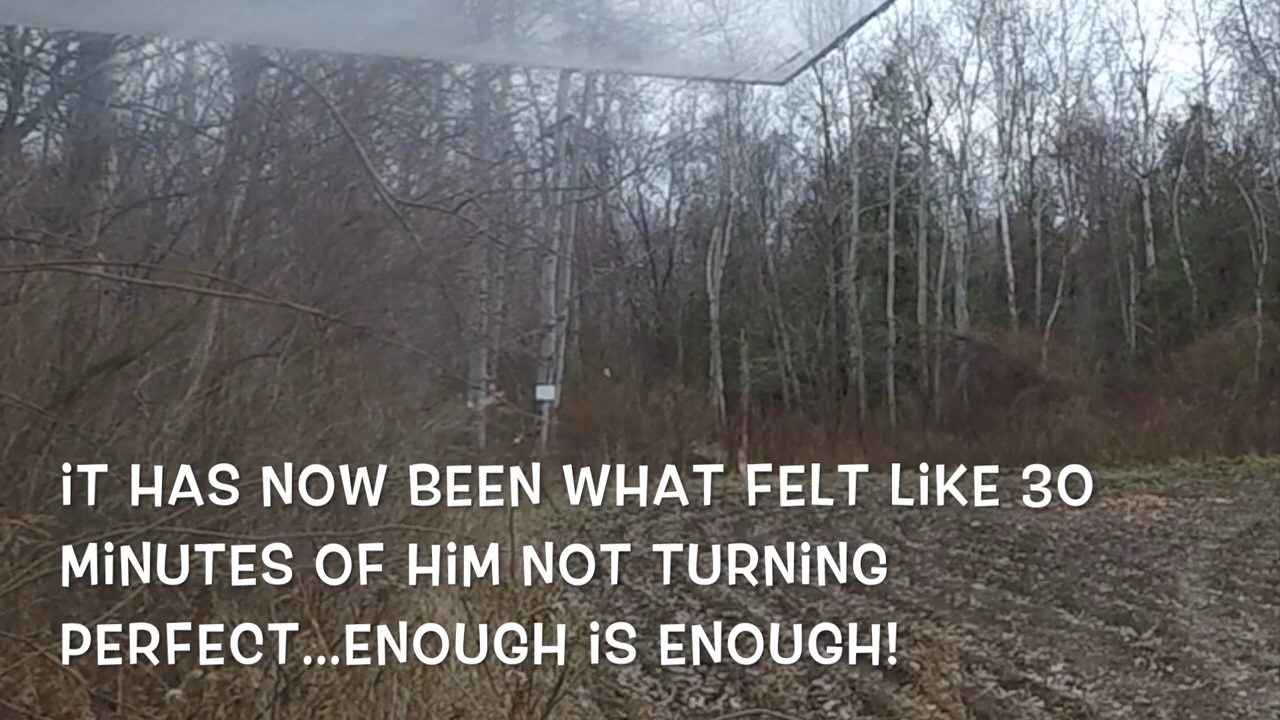 iT HAS NOW BEEN WHAT FELT LiKE 30
MiNUTES OF HiM NOT TURNiNG
PERFECT...ENOUGH iS ENOUGH!